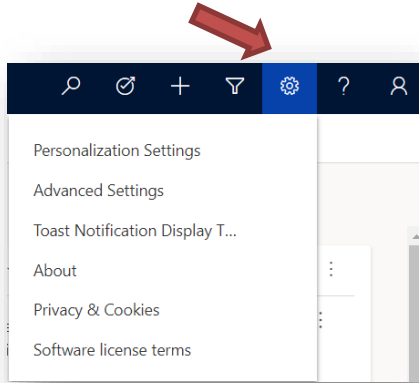 ?
Personalization Settings
Advanced Settings
Toast Notification Display T...
About
Privacy & Cookies
Software license terms